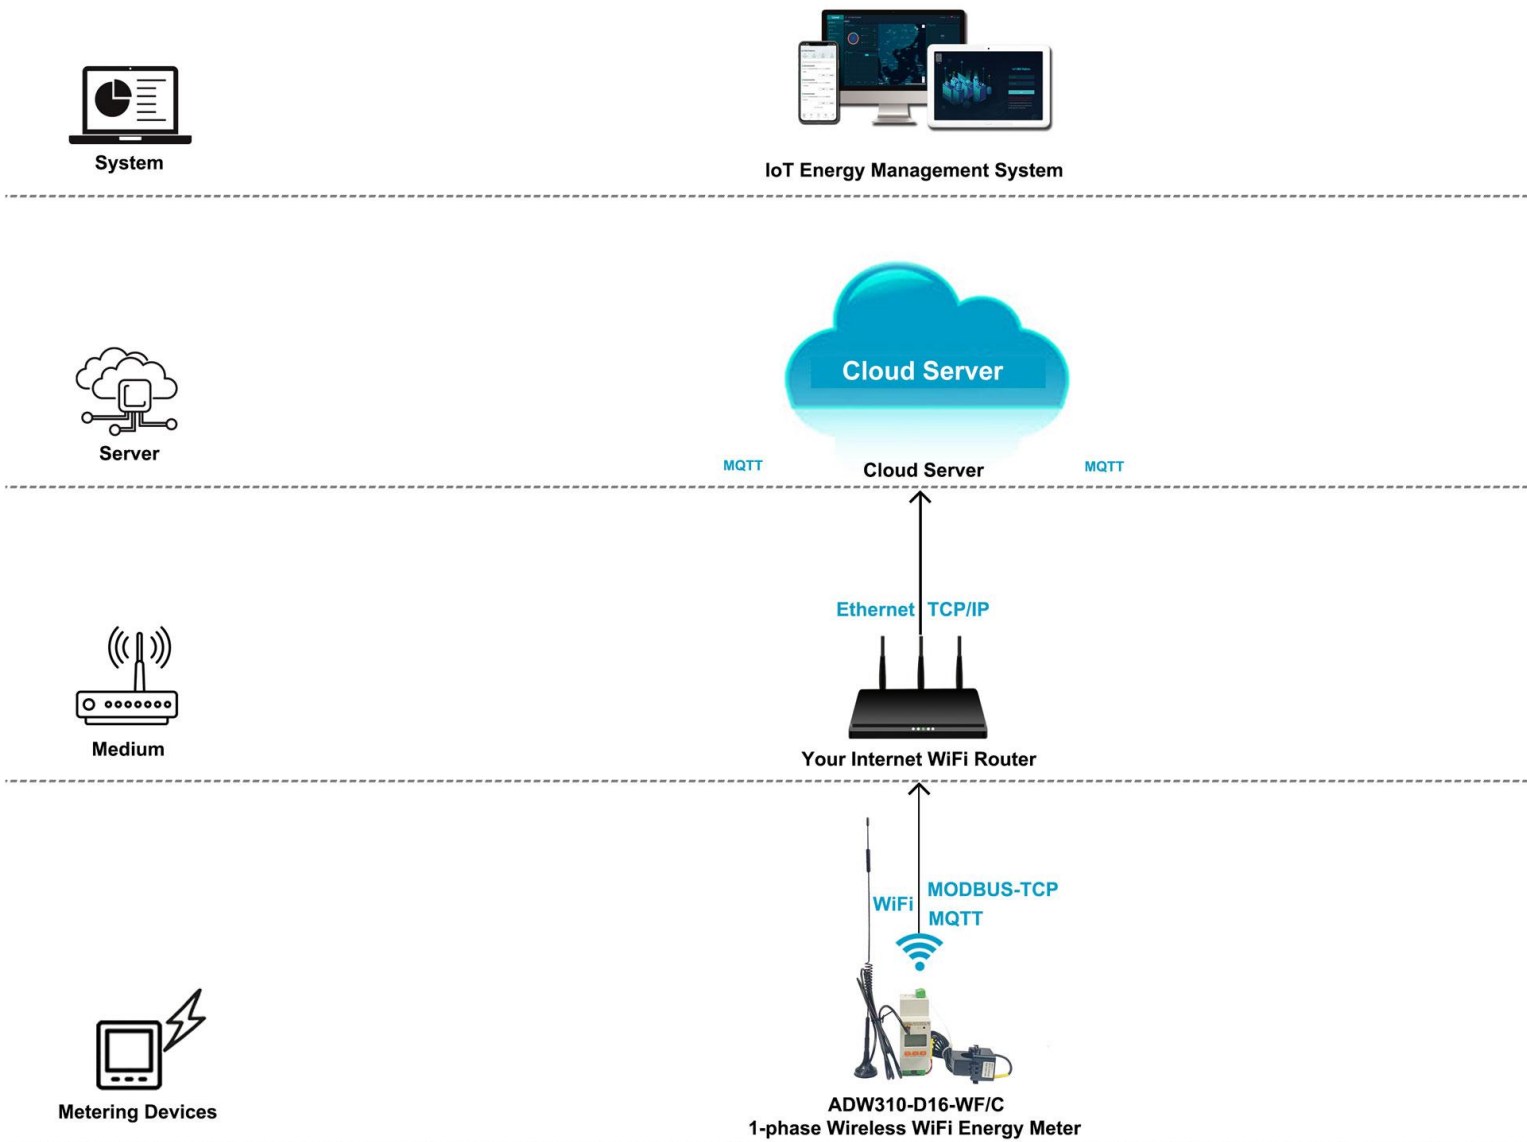 System
IoT Energy Management System
Cloud Server
Server
MQTT
Cloud Server
MQTT
Ethernet TCP/IP
Medium
Your Internet WiFi Router
WiFi
MODBUS-TCP
MQTT
Metering Devices
ADW310-D16-WF/C
1-phase Wireless WiFi Energy Meter